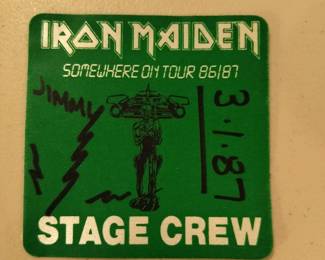 IRON MAIDEN
SOMEWHERE ON TOUR 86/87
JIMMY
3.1.87
STAGE CREW